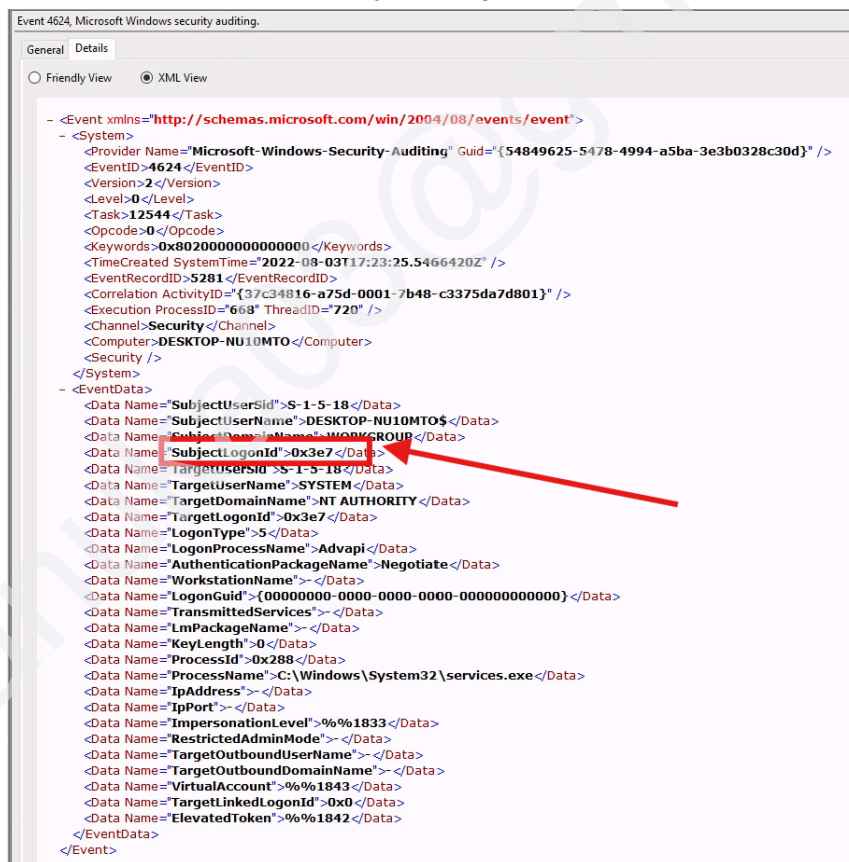 Event 4624, Microsoft Windows security auditing.
General Details
Friendly View XML View
- <Event xmlns="http://schemas.microsoft.com/win/2004/08/events/event">
- <System>
<Provider Name="Microsoft-Windows-Security-Auditing" Guid="{54849625-5478-4994-a5ba-3e3b0328c30d}" />
<EventID>4624</EventID>
<Version>2</Version>
<Level>0</Level>
<Task>12544</Task>
<Opcode>0</Opcode>
<Keywords>0x8020000000000000</Keywords>
<TimeCreated SystemTime="2022-08-03T17:23:25.5466420Z" />
<EventRecordID>5281</EventRecordID>
<Correlation ActivityID="{37c34816-a75d-0001-7b48-c3375da7d801}" />
<Execution ProcessID="668" ThreadID="720" />
<Channel>Security</Channel>
<Computer>DESKTOP-NU10MTO</Computer>
<Security />
</System>
- <EventData>
<Data Name="SubjectUserSid">S-1-5-18</Data>
<Data Name="SubjectUserName">DESKTOP-NU10MTO$</Data>
<Data Name="SubjectDomainName">WORKGROUP</Data>
<Data Name="SubjectLogonId">0x3e7</Data>
<Data Name="TargetUserSid">S-1-5-18</Data>
<Data Name="TargetUserName">SYSTEM</Data>
<Data Name="TargetDomainName">NT AUTHORITY</Data>
<Data Name="TargetLogonId">0x3e7</Data>
<Data Name="LogonType">5</Data>
<Data Name="LogonProcessName">Advapi</Data>
<Data Name="AuthenticationPackageName">Negotiate</Data>
<Data Name="WorkstationName">-</Data>
<Data Name="LogonGuid">{00000000-0000-0000-0000-000000000000}</Data>
<Data Name="TransmittedServices">-</Data>
<Data Name="LmPackageName">-</Data>
<Data Name="KeyLength">0</Data>
<Data Name="ProcessId">0x288</Data>
<Data Name="ProcessName">C:\Windows\System32\services.exe</Data>
<Data Name="IpAddress">-</Data>
<Data Name="IpPort">-</Data>
<Data Name="ImpersonationLevel">%%1833</Data>
<Data Name="RestrictedAdminMode">-</Data>
<Data Name="TargetOutboundUserName">-</Data>
<Data Name="TargetOutboundDomainName">-</Data>
<Data Name="VirtualAccount">%%1843</Data>
<Data Name="TargetLinkedLogonId">0x0</Data>
<Data Name="ElevatedToken">%%1842</Data>
</EventData>
</Event>